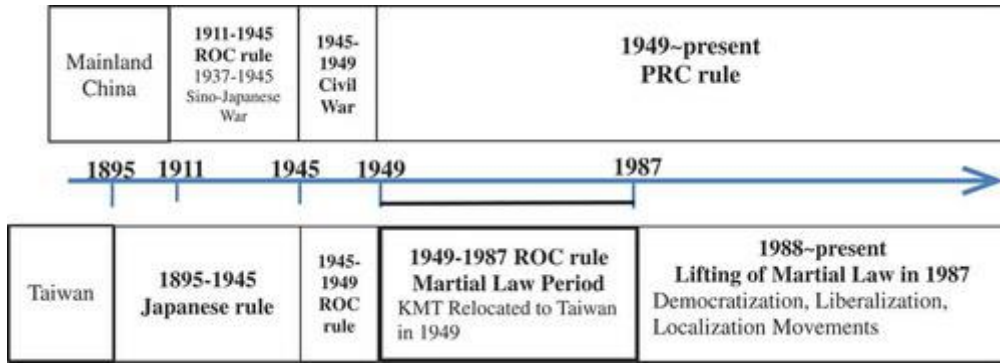 Mainland
China
1911-1945
ROC rule
1937-1945
Sino-Japanese
War
1945-
1949
Civil
War
1949~present
PRC rule
1895
1911
1945
1949
1987
Taiwan
1895-1945
Japanese rule
1945-
1949
ROC
rule
1949-1987 ROC rule
Martial Law Period
KMT Relocated to Taiwan
in 1949
1988~present
Lifting of Martial Law in 1987
Democratization, Liberalization,
Localization Movements